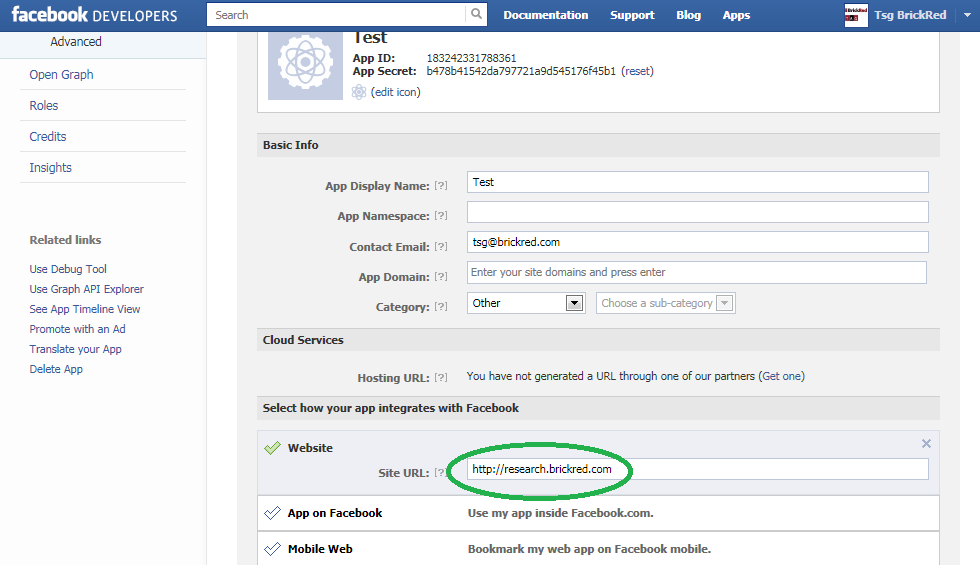 facebook DEVELOPERS Search Documentation Support Blog Apps Tsg BrickRed
Advanced
Open Graph
Roles
Credits
Insights
Related links
Use Debug Tool
Use Graph API Explorer
See App Timeline View
Promote with an Ad
Translate your App
Delete App
Test
App ID: 183242331788361
App Secret: b478b41542da797721a9d545176f45b1 (reset)
(edit icon)
Basic Info
App Display Name: [?] Test
App Namespace: [?]
Contact Email: [?] tsg@brickred.com
App Domain: [?] Enter your site domains and press enter
Category: [?] Other Choose a sub-category
Cloud Services
Hosting URL: [?] You have not generated a URL through one of our partners (Get one)
Select how your app integrates with Facebook
Website
Site URL: [?] http://research.brickred.com
App on Facebook Use my app inside Facebook.com.
Mobile Web Bookmark my web app on Facebook mobile.